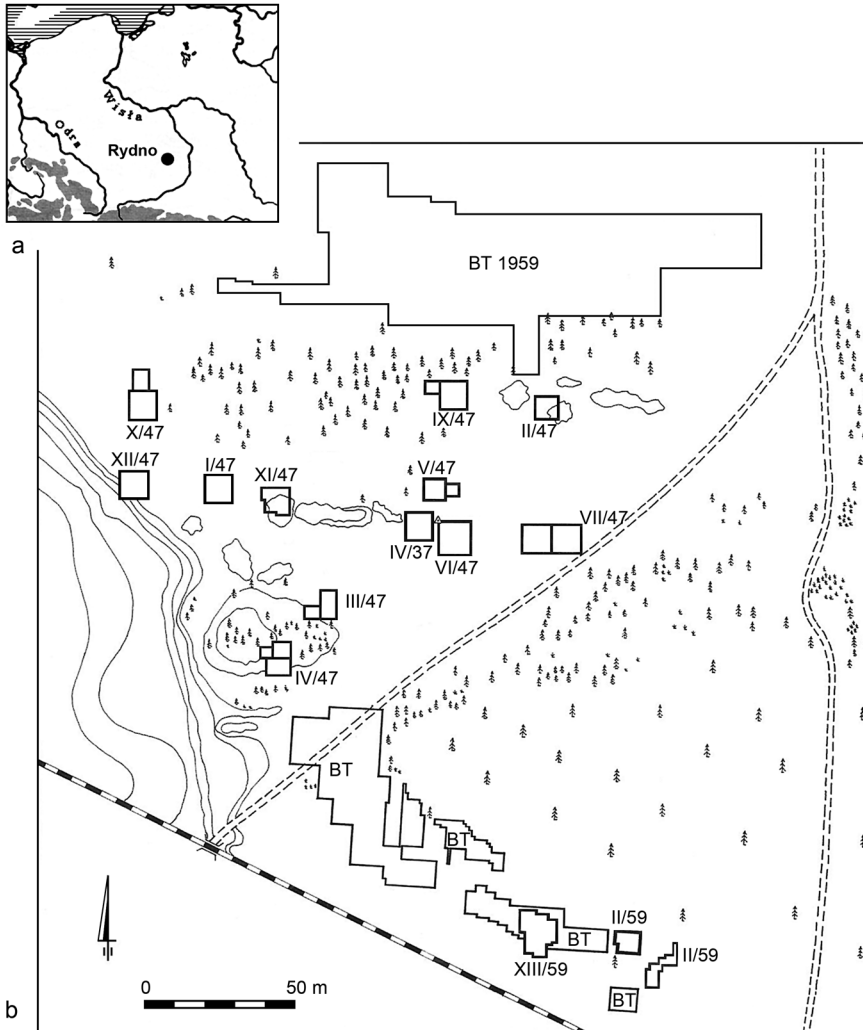 Wisła
Odra
Rydno
a
BT 1959
IX/47
II/47
X/47
XII/47
I/47
XI/47
V/47
IV/37
VI/47
VII/47
III/47
IV/47
BT
BT
II/59
BT
XIII/59
II/59
BT
0 50 m
b